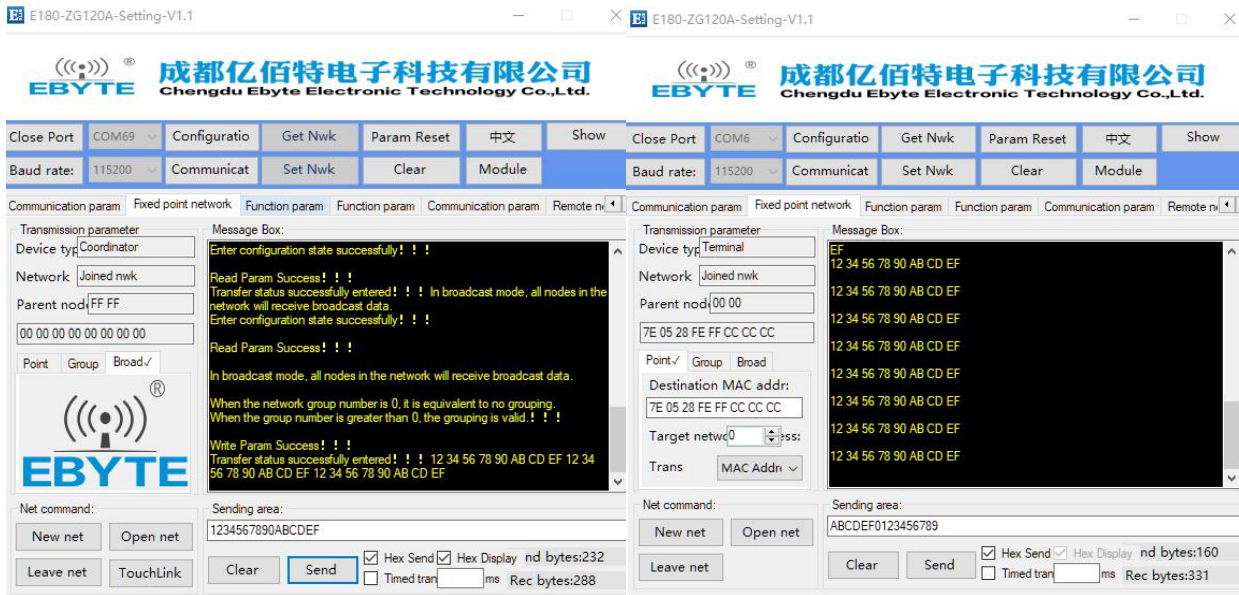 E180-ZG120A-Setting-V1.1
EBYTE ®
成都亿佰特电子科技有限公司
Chengdu Ebyte Electronic Technology Co.,Ltd.
Close Port COM69 Configuratio Get Nwk Param Reset 中文 Show
Baud rate: 115200 Communicat Set Nwk Clear Module
Communication param Fixed point network Function param Function param Communication param Remote n
Transmission parameter
Device typ Coordinator
Network Joined nwk
Parent nod FF FF
00 00 00 00 00 00 00 00
Point Group Broad✓
®
EBYTE
Message Box:
Enter configuration state successfully！！！
Read Param Success！！！
Transfer status successfully entered！！！ In broadcast mode, all nodes in the
network will receive broadcast data.
Enter configuration state successfully！！！
Read Param Success！！！
In broadcast mode, all nodes in the network will receive broadcast data.
When the network group number is 0, it is equivalent to no grouping.
When the group number is greater than 0, the grouping is valid.！！！
Write Param Success！！！
Transfer status successfully entered！！！ 12 34 56 78 90 AB CD EF 12 34
56 78 90 AB CD EF 12 34 56 78 90 AB CD EF
Net command:
New net Open net
Leave net TouchLink
Sending area:
1234567890ABCDEF
Clear Send Hex Send Hex Display nd bytes:232
Timed tran ms Rec bytes:288
E180-ZG120A-Setting-V1.1
EBYTE ®
成都亿佰特电子科技有限公司
Chengdu Ebyte Electronic Technology Co.,Ltd.
Close Port COM6 Configuratio Get Nwk Param Reset 中文 Show
Baud rate: 115200 Communicat Set Nwk Clear Module
Communication param Fixed point network Function param Function param Communication param Remote n
Transmission parameter
Device typ Terminal
Network Joined nwk
Parent nod 00 00
7E 05 28 FE FF CC CC CC
Point✓ Group Broad
Destination MAC addr:
7E 05 28 FE FF CC CC CC
Target netwo 0 ess:
Trans MAC Addre
Message Box:
EF
12 34 56 78 90 AB CD EF
12 34 56 78 90 AB CD EF
12 34 56 78 90 AB CD EF
12 34 56 78 90 AB CD EF
12 34 56 78 90 AB CD EF
12 34 56 78 90 AB CD EF
12 34 56 78 90 AB CD EF
12 34 56 78 90 AB CD EF
Net command:
New net Open net
Leave net
Sending area:
ABCDEF0123456789
Clear Send Hex Send Hex Display nd bytes:160
Timed tran ms Rec bytes:331